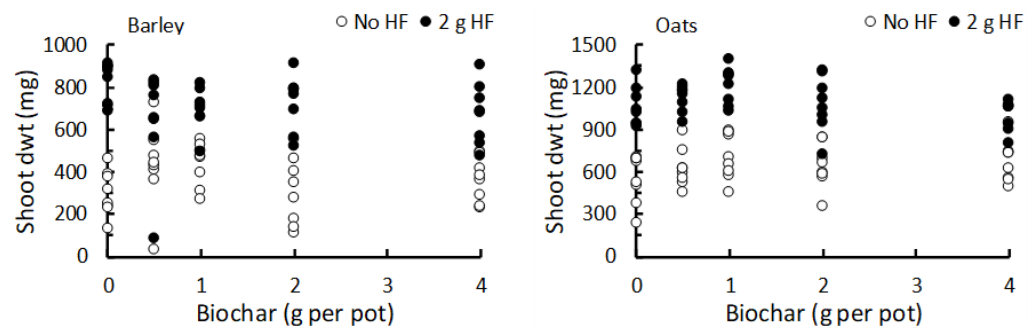 Barley
No HF
2 g HF
1000
800
600
400
200
0
Shoot dwt (mg)
0 1 2 3 4
Biochar (g per pot)
Oats
No HF
2 g HF
1500
1200
900
600
300
0
Shoot dwt (mg)
0 1 2 3 4
Biochar (g per pot)